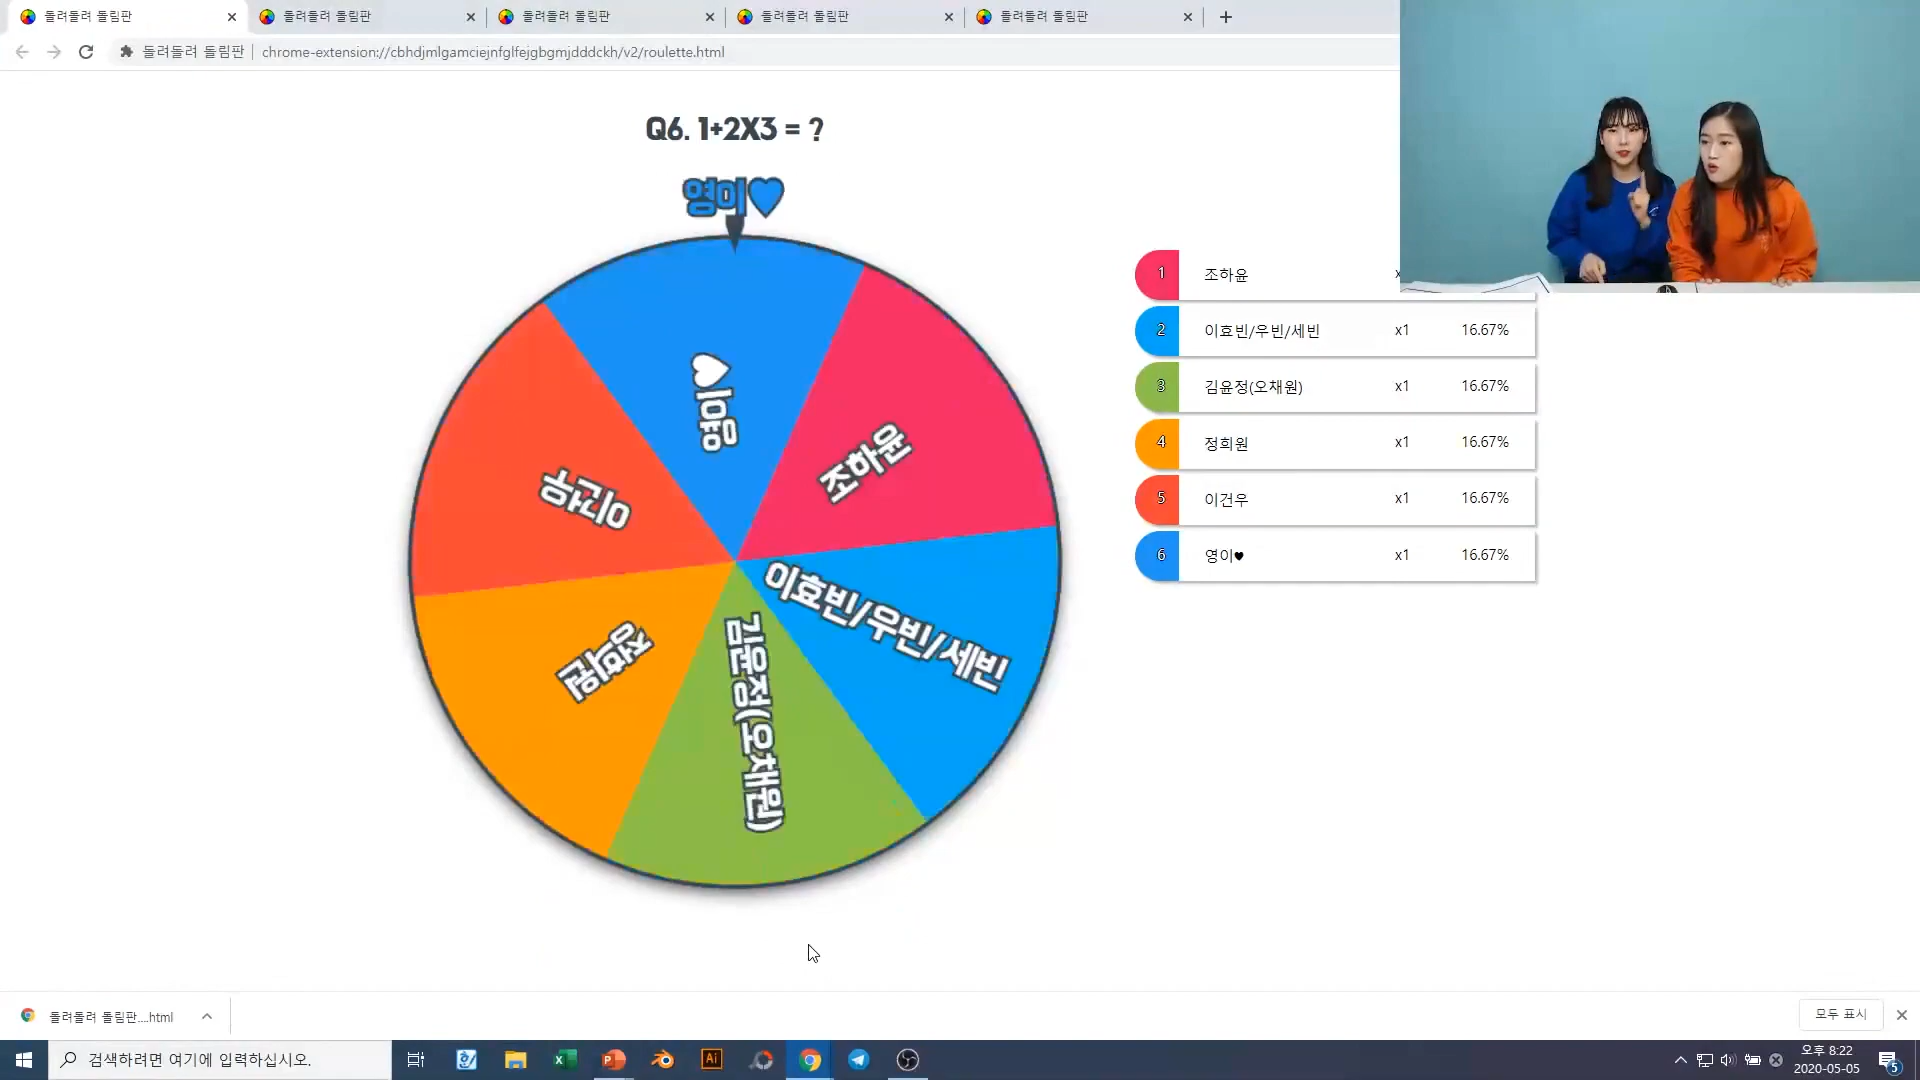 돌려돌려 돌림판
돌려돌려 돌림판
돌려돌려 돌림판
돌려돌려 돌림판
돌려돌려 돌림판
돌려돌려 돌림판
chrome-extension://cbhdjmlgamciejnfglfejgbgmjdddckh/v2/roulette.html
Q6. 1+2X3 = ?
영이♥
영이♥
조하윤
이효빈/우빈/세빈
김윤정(오채원)
정희원
이건우
1 조하윤
2 이효빈/우빈/세빈 x1 16.67%
3 김윤정(오채원) x1 16.67%
4 정희원 x1 16.67%
5 이건우 x1 16.67%
6 영이♥ x1 16.67%
돌려돌려 돌림판....html
모두 표시
검색하려면 여기에 입력하십시오.
Ai
오후 8:22
2020-05-05
5